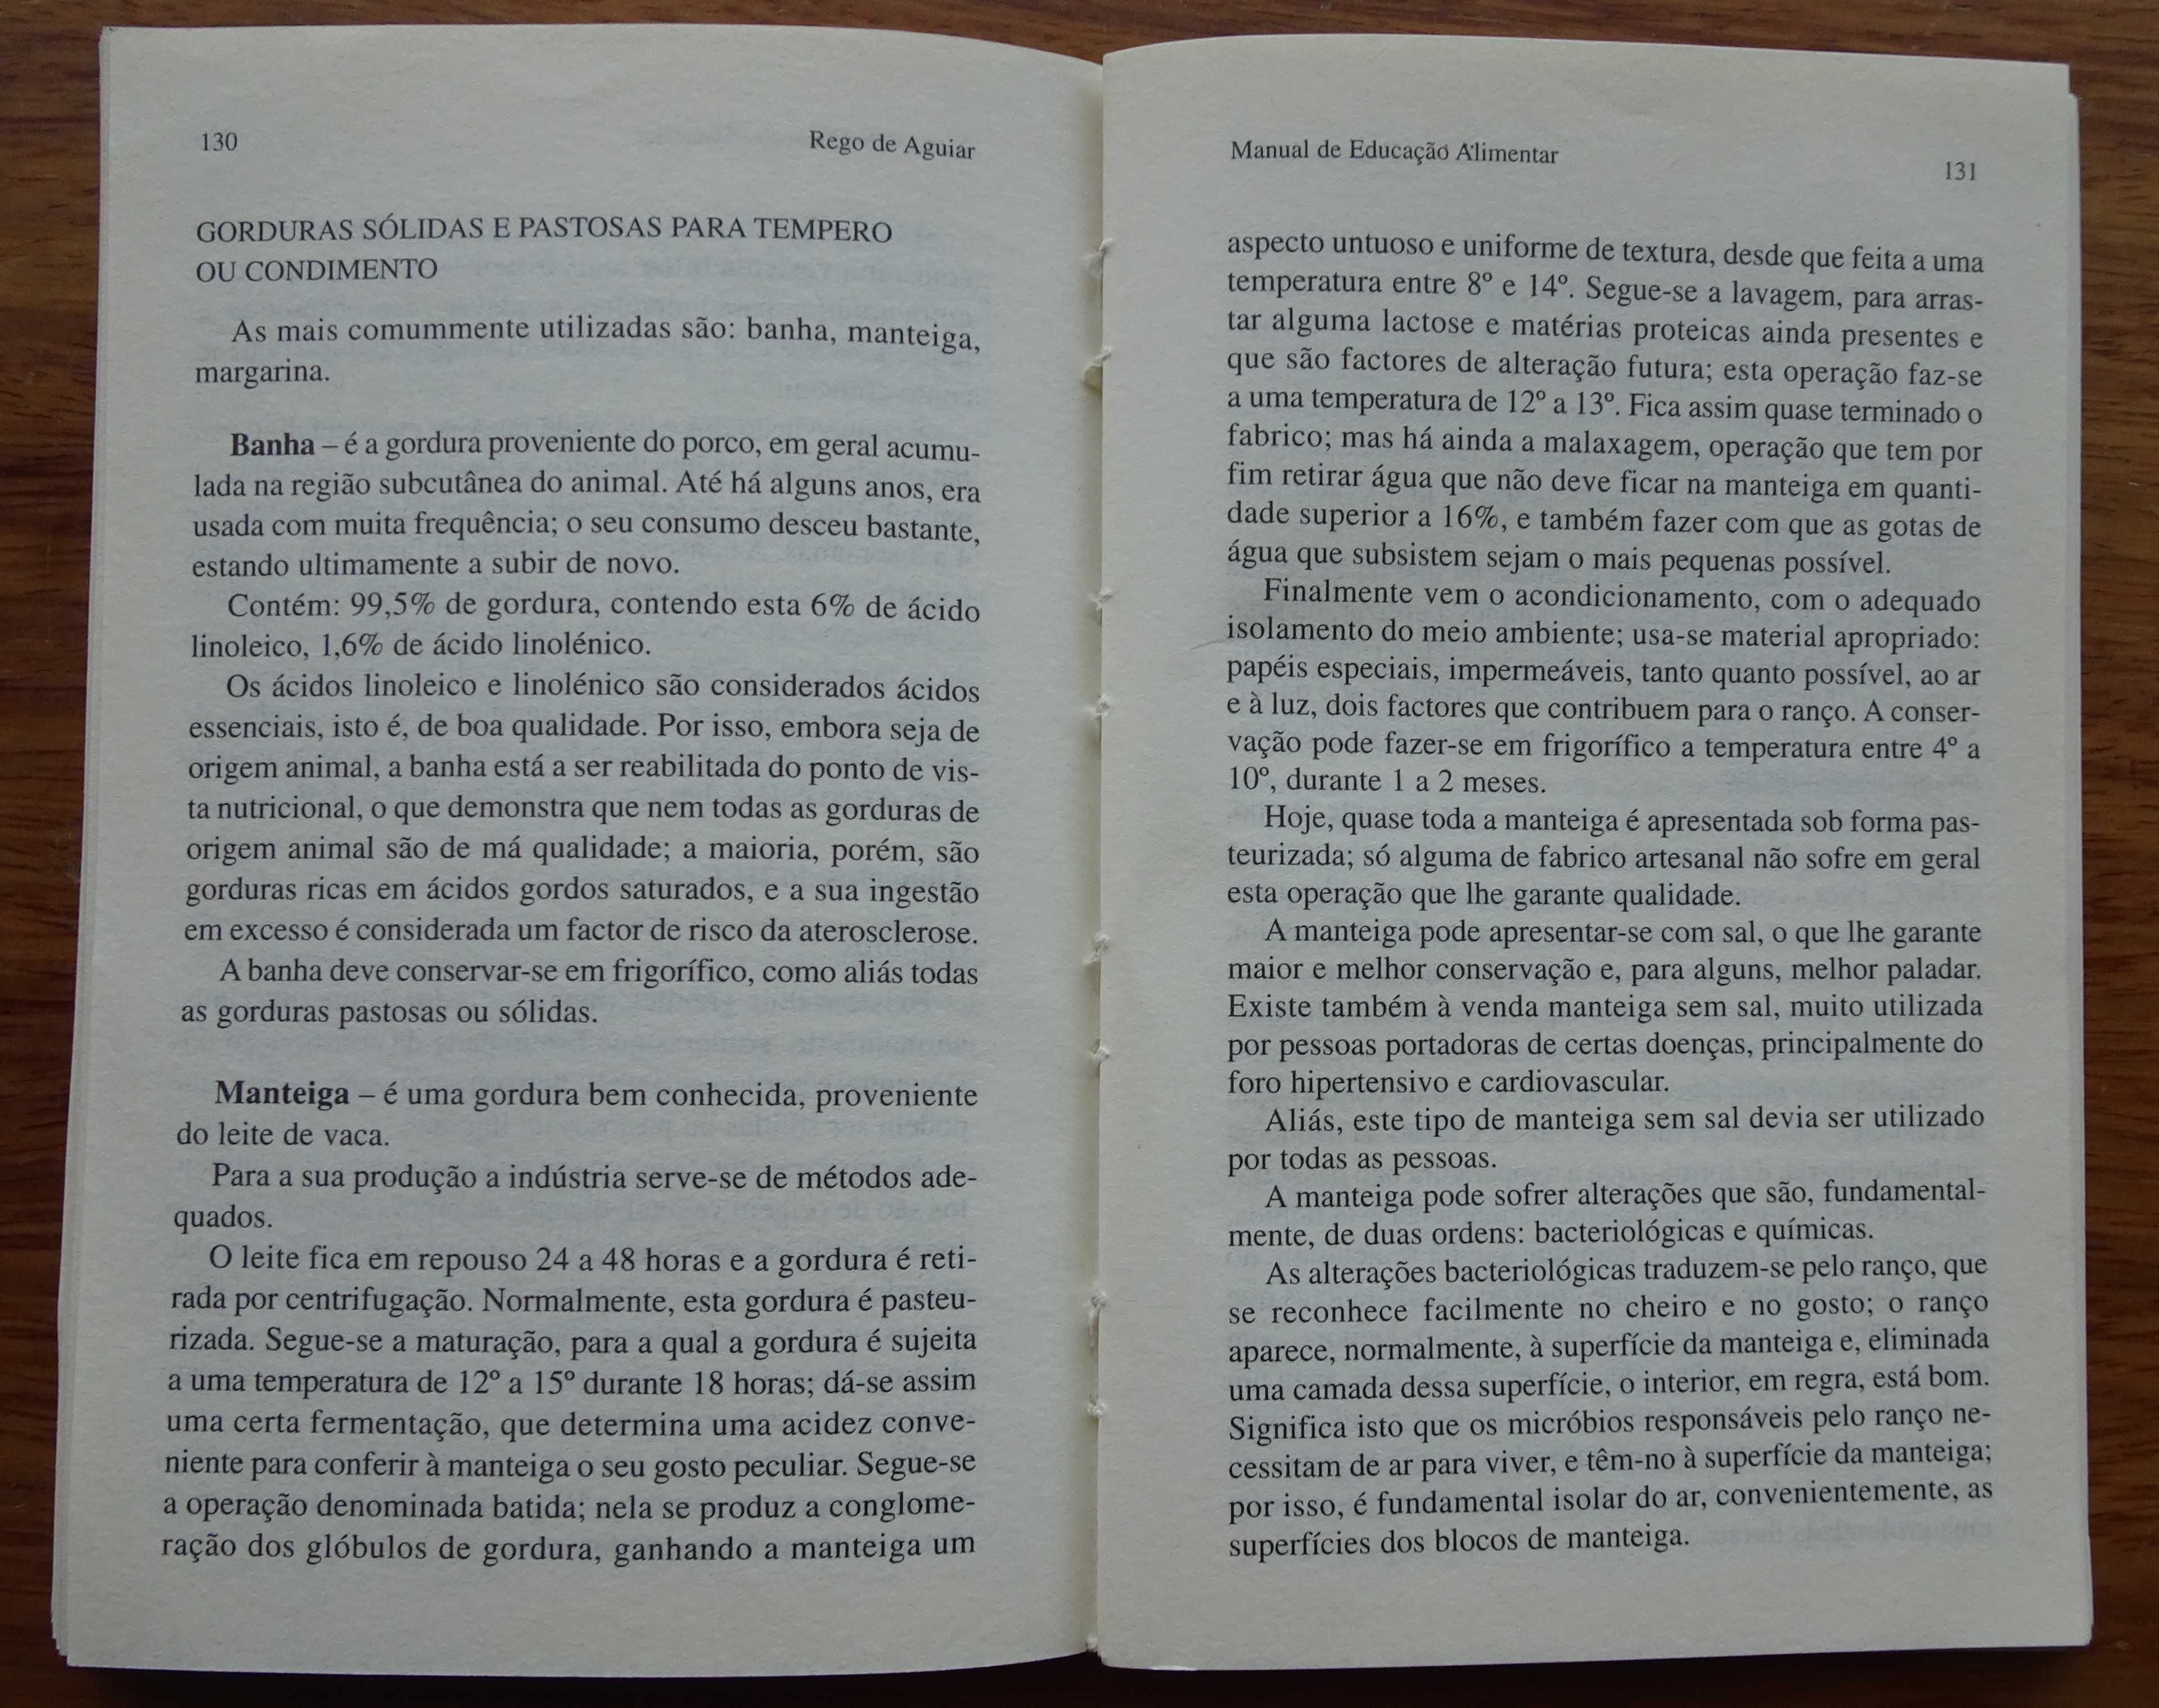 130
Rego de Aguiar
GORDURAS SÓLIDAS E PASTOSAS PARA TEMPERO
OU CONDIMENTO
As mais comummente utilizadas são: banha, manteiga,
margarina.
Banha – é a gordura proveniente do porco, em geral acumu-
lada na região subcutânea do animal. Até há alguns anos, era
usada com muita frequência; o seu consumo desceu bastante,
estando ultimamente a subir de novo.
Contém: 99,5% de gordura, contendo esta 6% de ácido
linoleico, 1,6% de ácido linolénico.
Os ácidos linoleico e linolénico são considerados ácidos
essenciais, isto é, de boa qualidade. Por isso, embora seja de
origem animal, a banha está a ser reabilitada do ponto de vis-
ta nutricional, o que demonstra que nem todas as gorduras de
origem animal são de má qualidade; a maioria, porém, são
gorduras ricas em ácidos gordos saturados, e a sua ingestão
em excesso é considerada um factor de risco da aterosclerose.
A banha deve conservar-se em frigorífico, como aliás todas
as gorduras pastosas ou sólidas.
Manteiga – é uma gordura bem conhecida, proveniente
do leite de vaca.
Para a sua produção a indústria serve-se de métodos ade-
quados.
O leite fica em repouso 24 a 48 horas e a gordura é reti-
rada por centrifugação. Normalmente, esta gordura é pasteu-
rizada. Segue-se a maturação, para a qual a gordura é sujeita
a uma temperatura de 12º a 15º durante 18 horas; dá-se assim
uma certa fermentação, que determina uma acidez conve-
niente para conferir à manteiga o seu gosto peculiar. Segue-se
a operação denominada batida; nela se produz a conglome-
ração dos glóbulos de gordura, ganhando a manteiga um
Manual de Educação Alimentar
131
aspecto untuoso e uniforme de textura, desde que feita a uma
temperatura entre 8º e 14º. Segue-se a lavagem, para arras-
tar alguma lactose e matérias proteicas ainda presentes e
que são factores de alteração futura; esta operação faz-se
a uma temperatura de 12º a 13º. Fica assim quase terminado o
fabrico; mas há ainda a malaxagem, operação que tem por
fim retirar água que não deve ficar na manteiga em quanti-
dade superior a 16%, e também fazer com que as gotas de
água que subsistem sejam o mais pequenas possível.
Finalmente vem o acondicionamento, com o adequado
isolamento do meio ambiente; usa-se material apropriado:
papéis especiais, impermeáveis, tanto quanto possível, ao ar
e à luz, dois factores que contribuem para o ranço. A conser-
vação pode fazer-se em frigorífico a temperatura entre 4º a
10º, durante 1 a 2 meses.
Hoje, quase toda a manteiga é apresentada sob forma pas-
teurizada; só alguma de fabrico artesanal não sofre em geral
esta operação que lhe garante qualidade.
A manteiga pode apresentar-se com sal, o que lhe garante
maior e melhor conservação e, para alguns, melhor paladar.
Existe também à venda manteiga sem sal, muito utilizada
por pessoas portadoras de certas doenças, principalmente do
foro hipertensivo e cardiovascular.
Aliás, este tipo de manteiga sem sal devia ser utilizado
por todas as pessoas.
A manteiga pode sofrer alterações que são, fundamental-
mente, de duas ordens: bacteriológicas e químicas.
As alterações bacteriológicas traduzem-se pelo ranço, que
se reconhece facilmente no cheiro e no gosto; o ranço
aparece, normalmente, à superfície da manteiga e, eliminada
uma camada dessa superfície, o interior, em regra, está bom.
Significa isto que os micróbios responsáveis pelo ranço ne-
cessitam de ar para viver, e têm-no à superfície da manteiga;
por isso, é fundamental isolar do ar, convenientemente, as
superfícies dos blocos de manteiga.